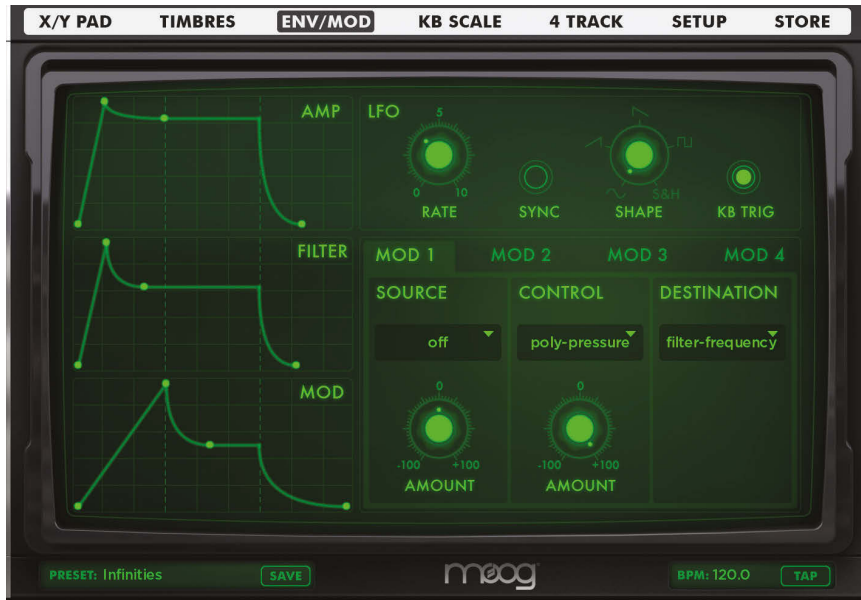 X/Y PAD TIMBRES ENV/MOD KB SCALE 4 TRACK SETUP STORE
AMP
LFO
5
0 10
RATE
SYNC
S&H
SHAPE
KB TRIG
FILTER
MOD 1 MOD 2 MOD 3 MOD 4
SOURCE CONTROL DESTINATION
off poly-pressure filter-frequency
MOD
0 0
-100 +100 -100 +100
AMOUNT AMOUNT
PRESET: Infinities SAVE moog BPM: 120.0 TAP